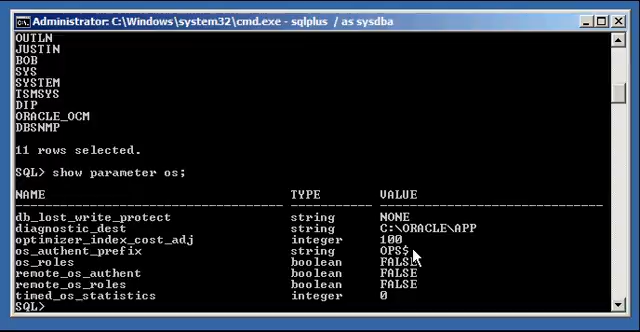 Administrator: C:\Windows\system32\cmd.exe - sqlplus / as sysdba
OUTLN
JUSTIN
BOB
SYS
SYSTEM
TSMSYS
DIP
ORACLE_OCM
DBSNMP
11 rows selected.
SQL> show parameter os;
NAME TYPE VALUE
db_lost_write_protect string NONE
diagnostic_dest string C:\ORACLE\APP
optimizer_index_cost_adj integer 100
os_authent_prefix string OPS$
os_roles boolean FALSE
remote_os_authent boolean FALSE
remote_os_roles boolean FALSE
timed_os_statistics integer 0
SQL>